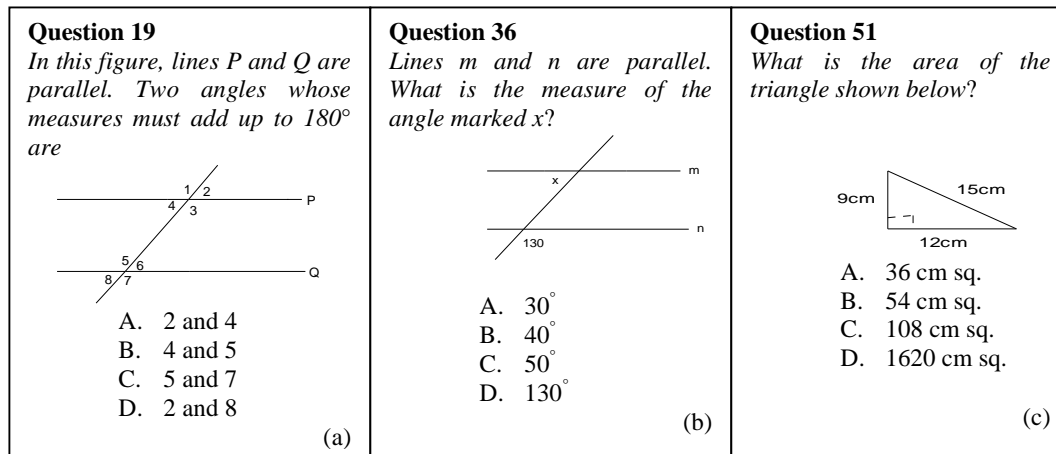 Question 19
In this figure, lines P and Q are
parallel. Two angles whose
measures must add up to 180°
are
1 2
4 3
P
5 6
8 7
Q
A. 2 and 4
B. 4 and 5
C. 5 and 7
D. 2 and 8
(a)
Question 36
Lines m and n are parallel.
What is the measure of the
angle marked x?
m
x
n
130
A. 30°
B. 40°
C. 50°
D. 130°
(b)
Question 51
What is the area of the
triangle shown below?
9cm
15cm
12cm
A. 36 cm sq.
B. 54 cm sq.
C. 108 cm sq.
D. 1620 cm sq.
(c)